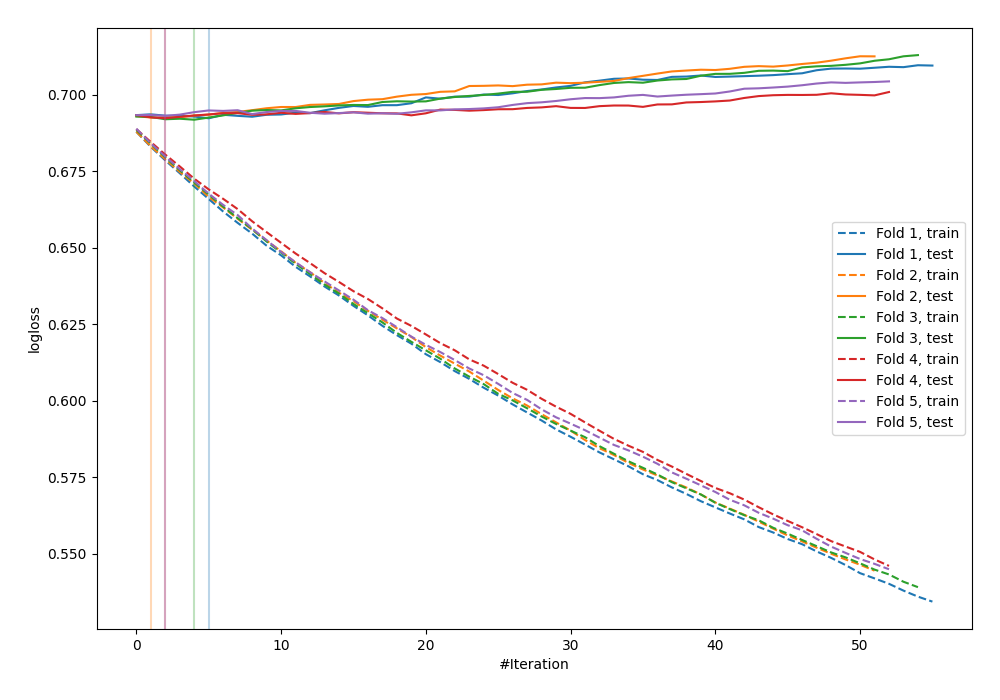 0.700
0.675
0.650
0.625
0.600
0.575
0.550
logloss
0
10
20
30
40
50
#Iteration
Fold 1, train
Fold 1, test
Fold 2, train
Fold 2, test
Fold 3, train
Fold 3, test
Fold 4, train
Fold 4, test
Fold 5, train
Fold 5, test